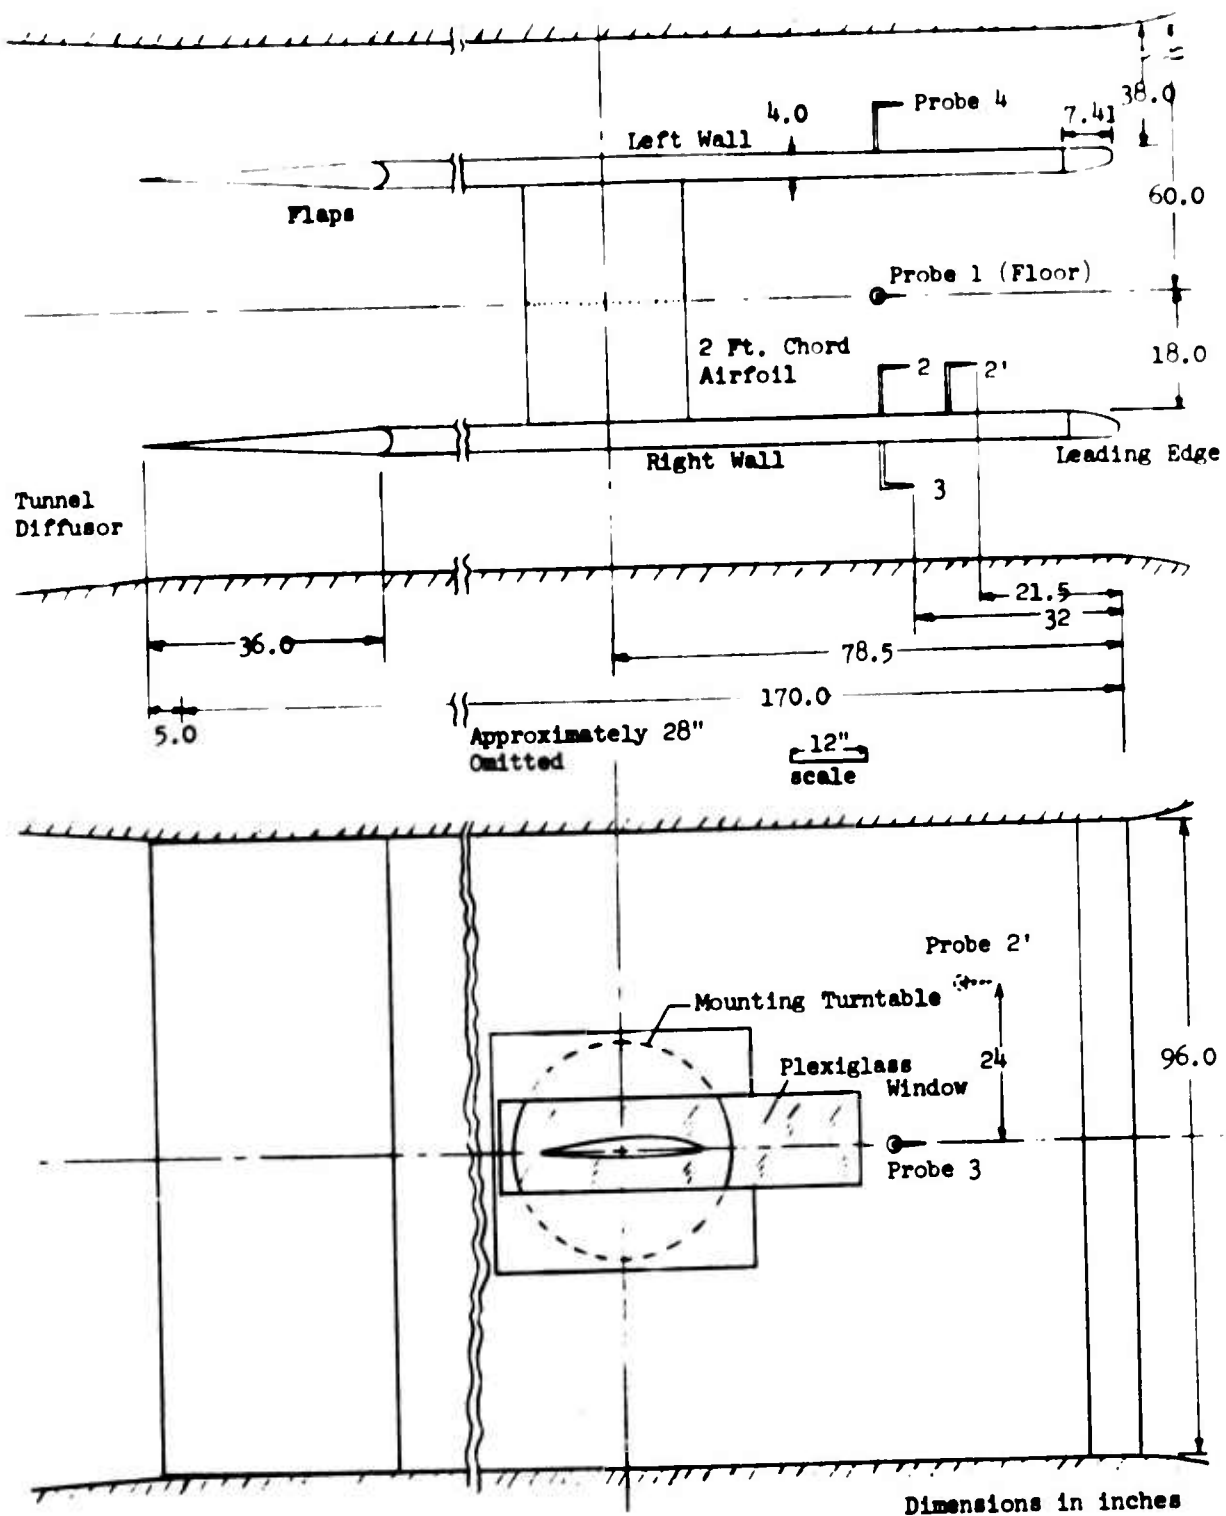 Probe 4
38.0
7.41
4.0
Left Wall
60.0
Flaps
Probe 1 (Floor)
2 Ft. Chord
Airfoil
2
2'
18.0
Right Wall
Leading Edge
3
Tunnel
Diffusor
21.5
32
36.0
78.5
170.0
5.0
Approximately 28"
Omitted
12"
scale
Probe 2'
Mounting Turntable
24
Plexiglass
Window
96.0
Probe 3
Dimensions in inches